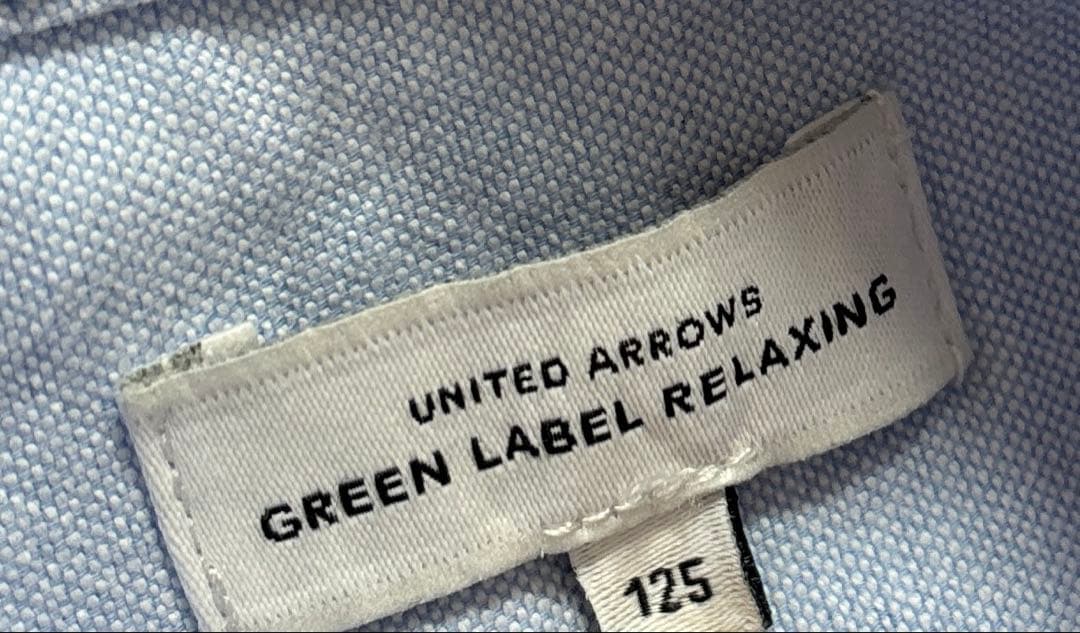 UNITED ARROWS
GREEN LABEL RELAXING
125